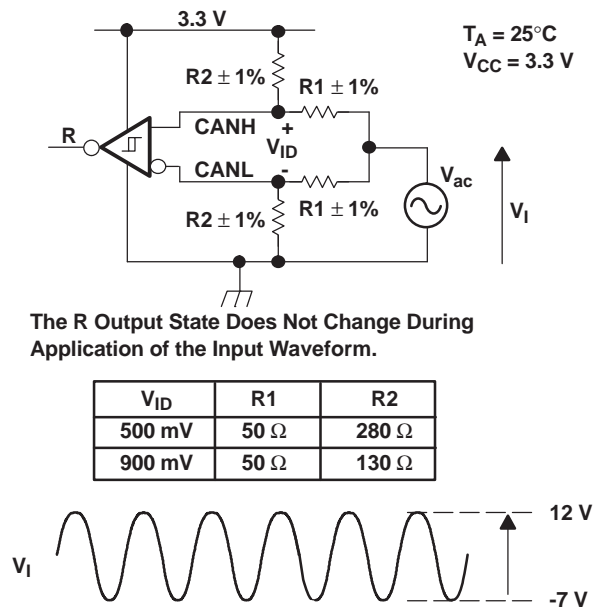 3.3 V
T_A = 25°C
V_CC = 3.3 V
R2 ± 1%
R1 ± 1%
R
CANH
+
V_ID
CANL
-
V_ac
V_I
R2 ± 1%
R1 ± 1%
The R Output State Does Not Change During
Application of the Input Waveform.
V_ID R1 R2
500 mV 50 Ω 280 Ω
900 mV 50 Ω 130 Ω
12 V
V_I
-7 V